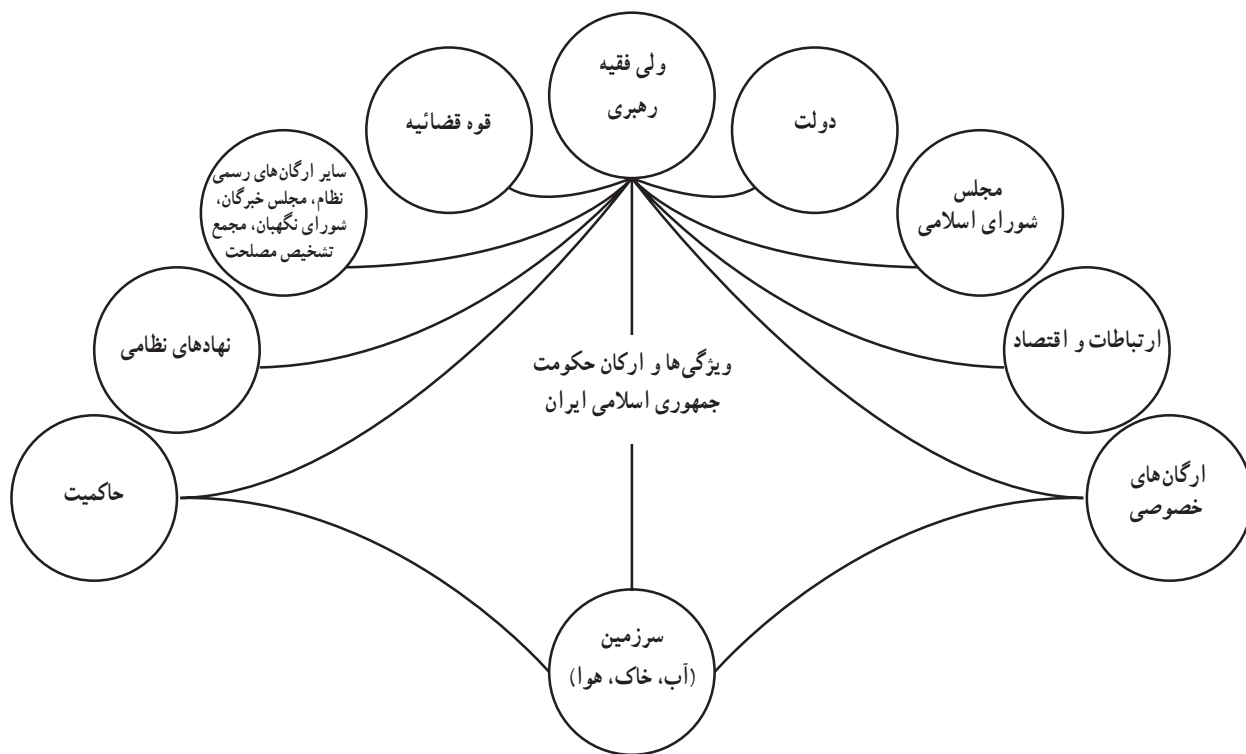 ولی فقیه
رهبری
دولت
قوه قضائیه
مجلس
شورای اسلامی
سایر ارگان‌های رسمی
نظام، مجلس خبرگان،
شورای نگهبان، مجمع
تشخیص مصلحت
ارتباطات و اقتصاد
نهادهای نظامی
ویژگی‌ها و ارکان حکومت
جمهوری اسلامی ایران
ارگان‌های
خصوصی
حاکمیت
سرزمین
(آب، خاک، هوا)